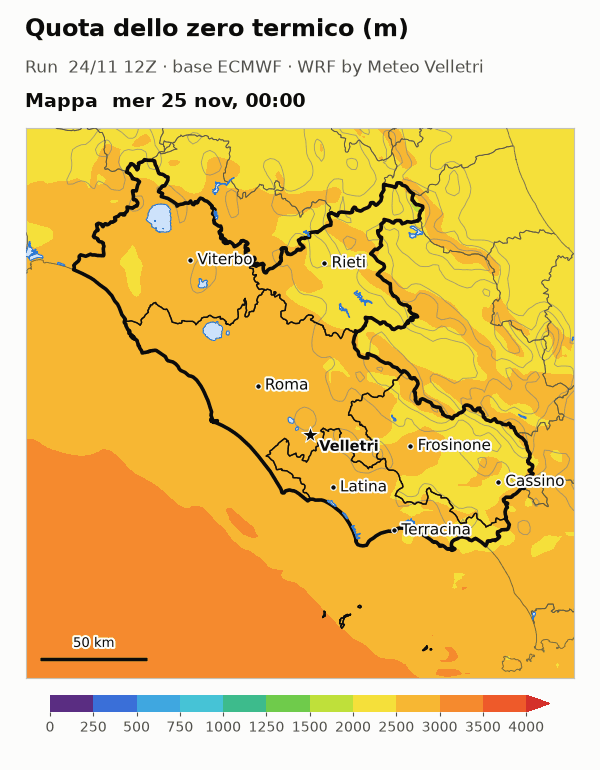 Quota dello zero termico (m)
Run  24/11 12Z · base ECMWF · WRF by Meteo Velletri
Mappa  mer 25 nov, 00:00
Viterbo
Rieti
Roma
Velletri
Frosinone
Cassino
Latina
Terracina
50 km
0 250 500 750 1000 1250 1500 2000 2500 3000 3500 4000